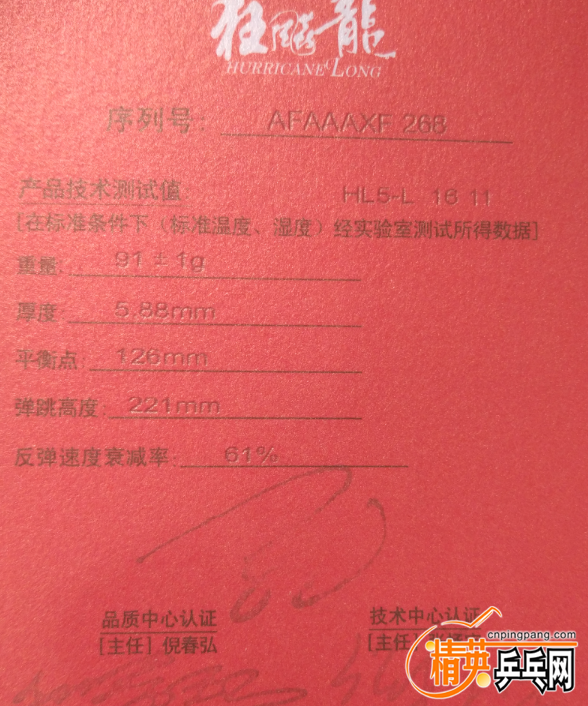 狂飚龍
HURRICANE LONG
序列号: AFAAAXF 268
产品技术测试值 HL5-L 16 11
[在标准条件下（标准温度、湿度）经实验室测试所得数据]
重量: 91±1g
厚度: 5.88mm
平衡点: 126mm
弹跳高度: 221mm
反弹速度衰减率: 61%
品质中心认证 技术中心认证
[主任] 倪春弘 [主任]
cnpingpang.com
精英乒乓网